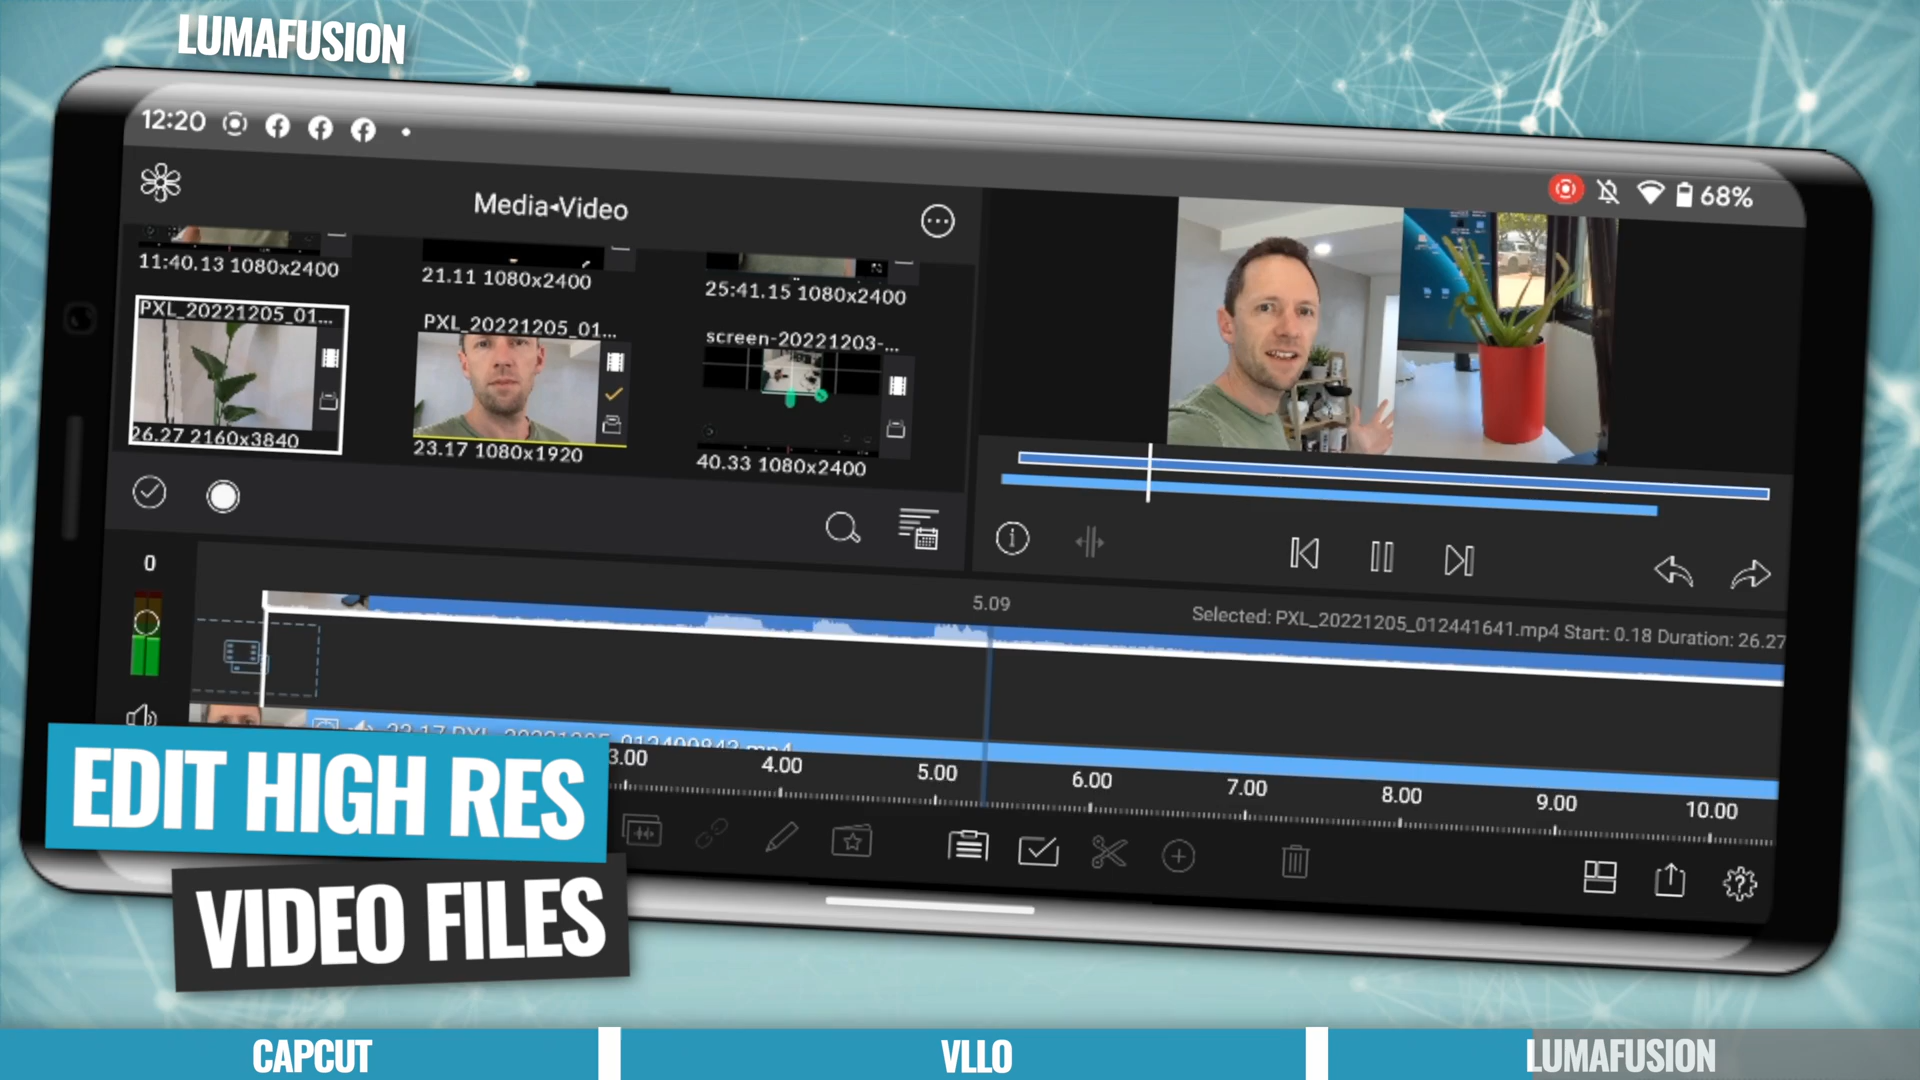 LUMAFUSION
12:20
68%
Media◂Video
11:40.13 1080x2400
21.11 1080x2400
25:41.15 1080x2400
PXL_20221205_01...
PXL_20221205_01...
screen-20221203-...
26.27 2160x3840
23.17 1080x1920
40.33 1080x2400
0
5.09
Selected: PXL_20221205_012441641.mp4 Start: 0.18 Duration: 26.27
3.00 4.00 5.00 6.00 7.00 8.00 9.00 10.00
EDIT HIGH RES
VIDEO FILES
CAPCUT
VLLO
LUMAFUSION